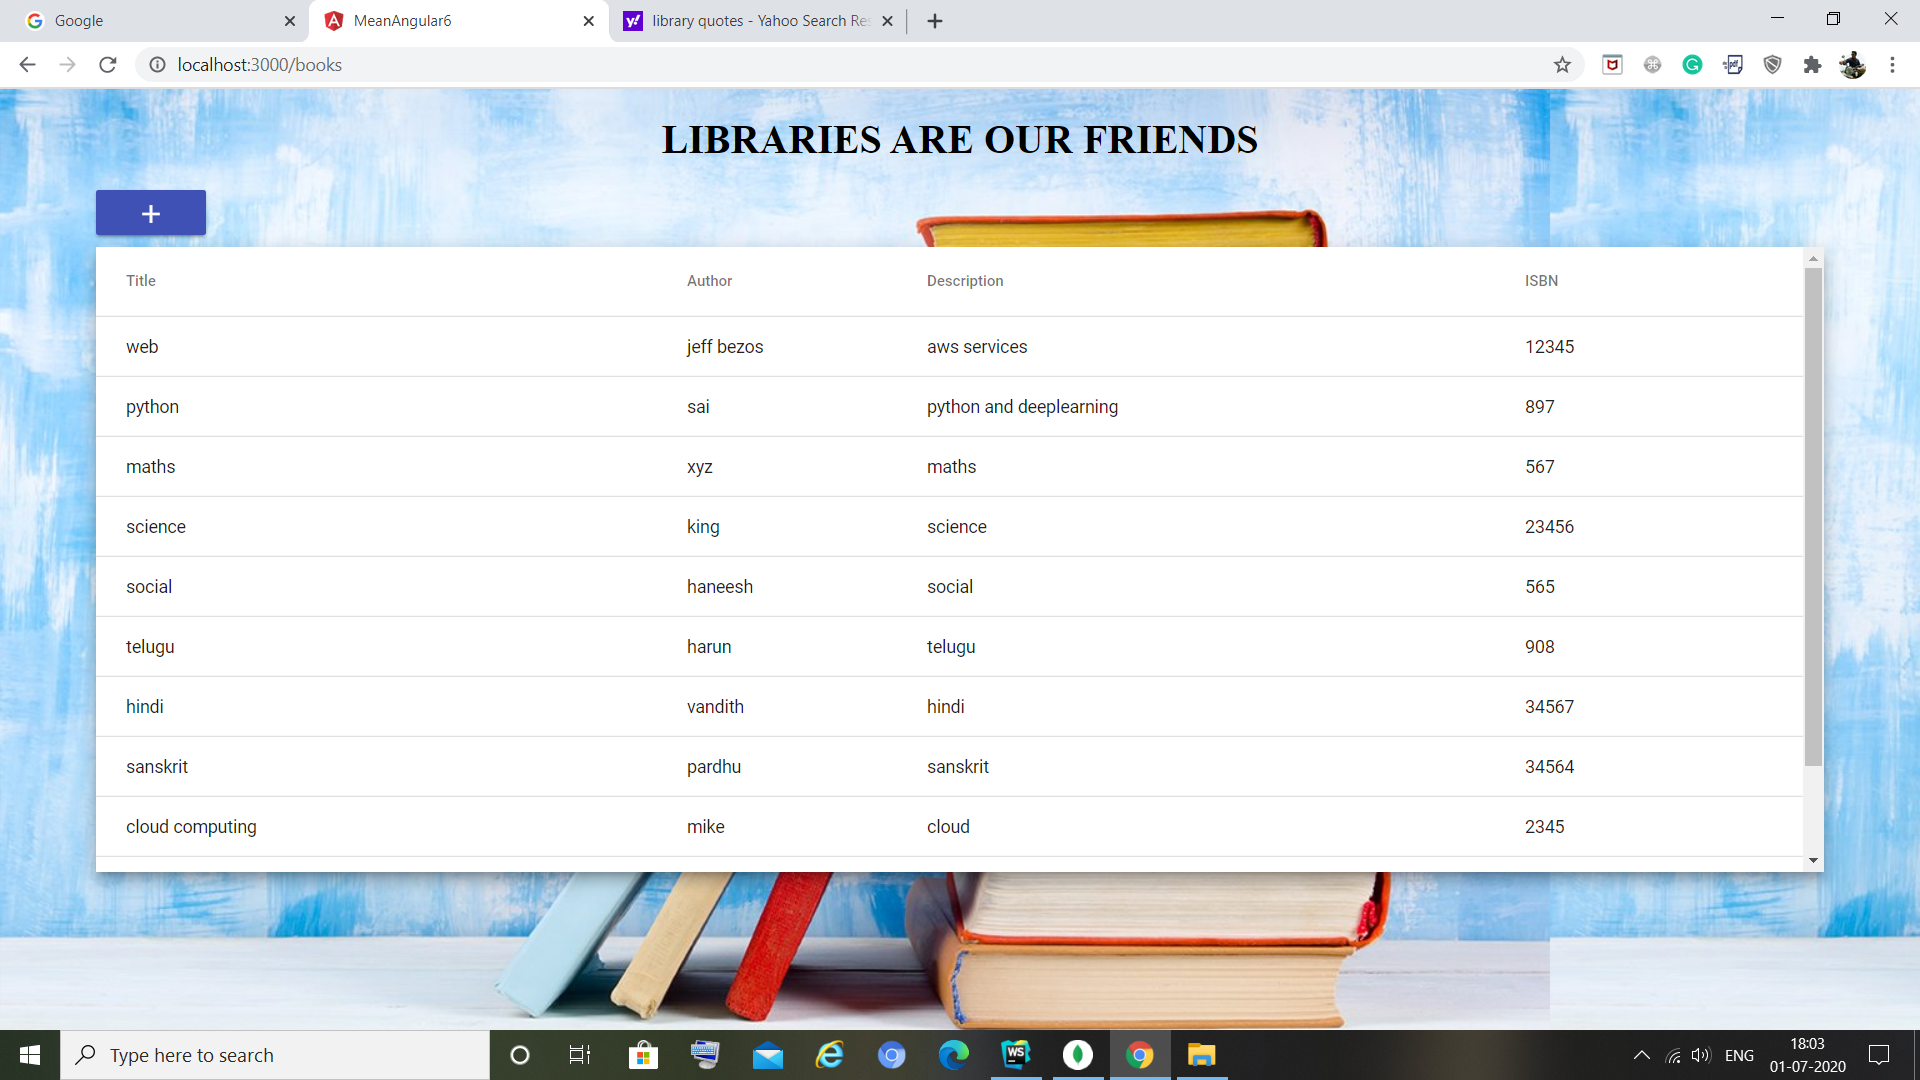 Google
MeanAngular6
library quotes - Yahoo Search Res
localhost:3000/books
LIBRARIES ARE OUR FRIENDS
+
Title Author Description ISBN
web jeff bezos aws services 12345
python sai python and deeplearning 897
maths xyz maths 567
science king science 23456
social haneesh social 565
telugu harun telugu 908
hindi vandith hindi 34567
sanskrit pardhu sanskrit 34564
cloud computing mike cloud 2345
Type here to search
WS
ENG
18:03
01-07-2020